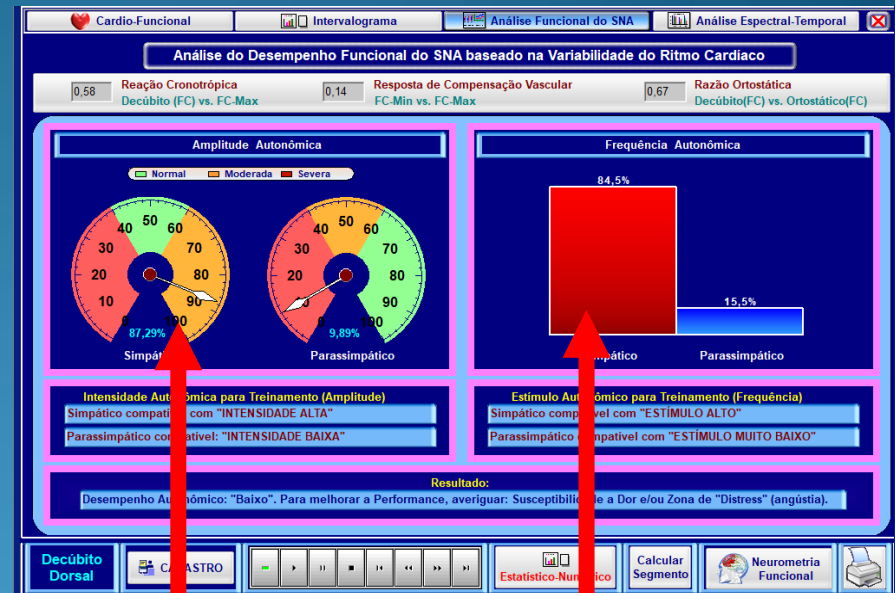 Cardio-Funcional
Intervalograma
Análise Funcional do SNA
Análise Espectral-Temporal
Análise do Desempenho Funcional do SNA baseado na Variabilidade do Ritmo Cardíaco
0,58
Reação Cronotrópica
Decúbito (FC) vs. FC-Max
0,14
Resposta de Compensação Vascular
FC-Min vs. FC-Max
0,67
Razão Ortostática
Decúbito(FC) vs. Ortostático(FC)
Amplitude Autonômica
Normal Moderada Severa
10 20 30 40 50 60 70 80 90
87,29%
20 30 40 50 60 70 80 90
9,89%
Parassimpático
Frequência Autonômica
84,5%
15,5%
Parassimpático
Intensidade Autonômica para Treinamento (Amplitude)
Simpático compatível com "INTENSIDADE ALTA"
Parassimpático compatível: "INTENSIDADE BAIXA"
Estímulo Autonômico para Treinamento (Frequência)
Simpático compatível com "ESTÍMULO ALTO"
Parassimpático compatível com "ESTÍMULO MUITO BAIXO"
Resultado:
Desempenho Autonômico: "Baixo". Para melhorar a Performance, averiguar: Susceptibilidade a Dor e/ou Zona de "Distress" (angústia).
Decúbito
Dorsal
CADASTRO
Estatístico-Numérico
Calcular
Segmento
Neurometria
Funcional